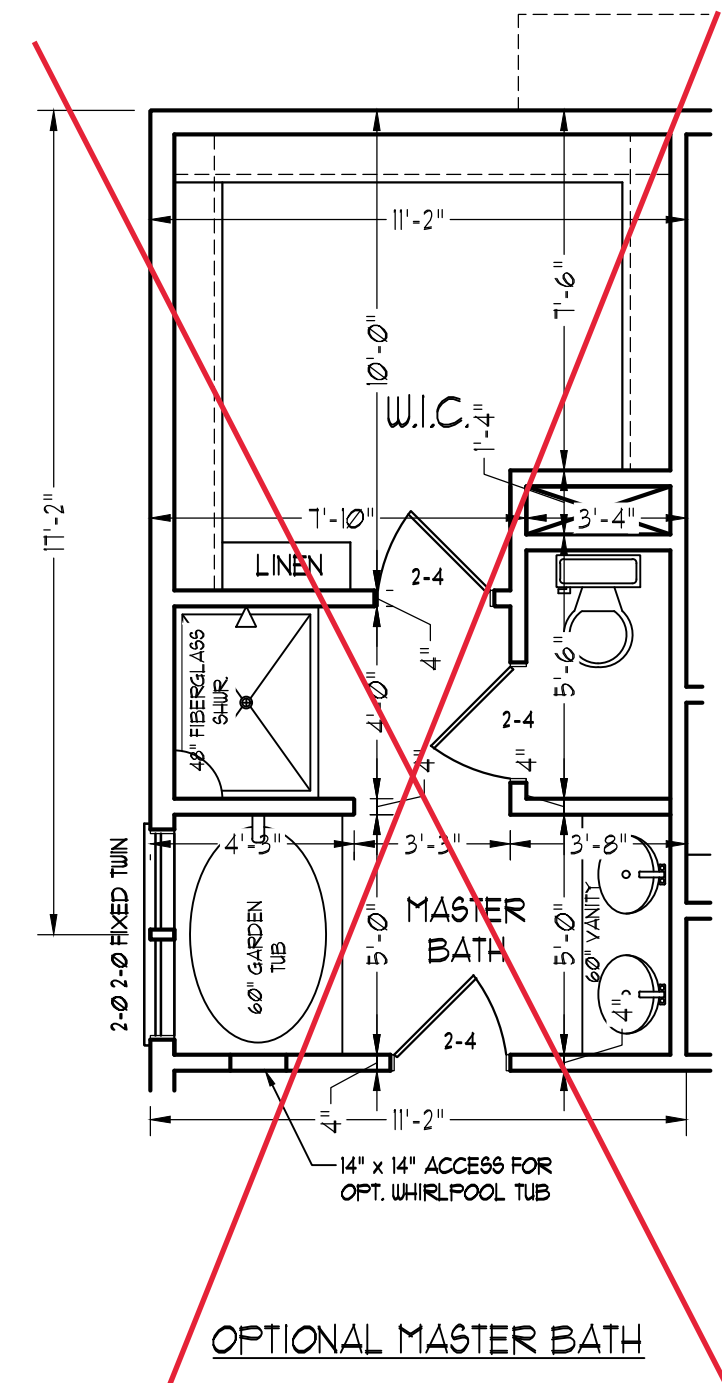 11'-2"
7'-6"
10'-0"
W.I.C.
1'-4"
17'-2"
7'-10"
3'-4"
LINEN
2-4
4"
48" FIBERGLASS
SHWR
4'-0"
5'-6"
2-4
4"
4"
4'-3"
3'-3"
3'-8"
2-0 2-0 FIXED TWIN
60" GARDEN
TUB
5'-0"
MASTER
BATH
5'-0"
60" VANITY
2-4
4"
4"
11'-2"
14" x 14" ACCESS FOR
OPT. WHIRLPOOL TUB
OPTIONAL MASTER BATH